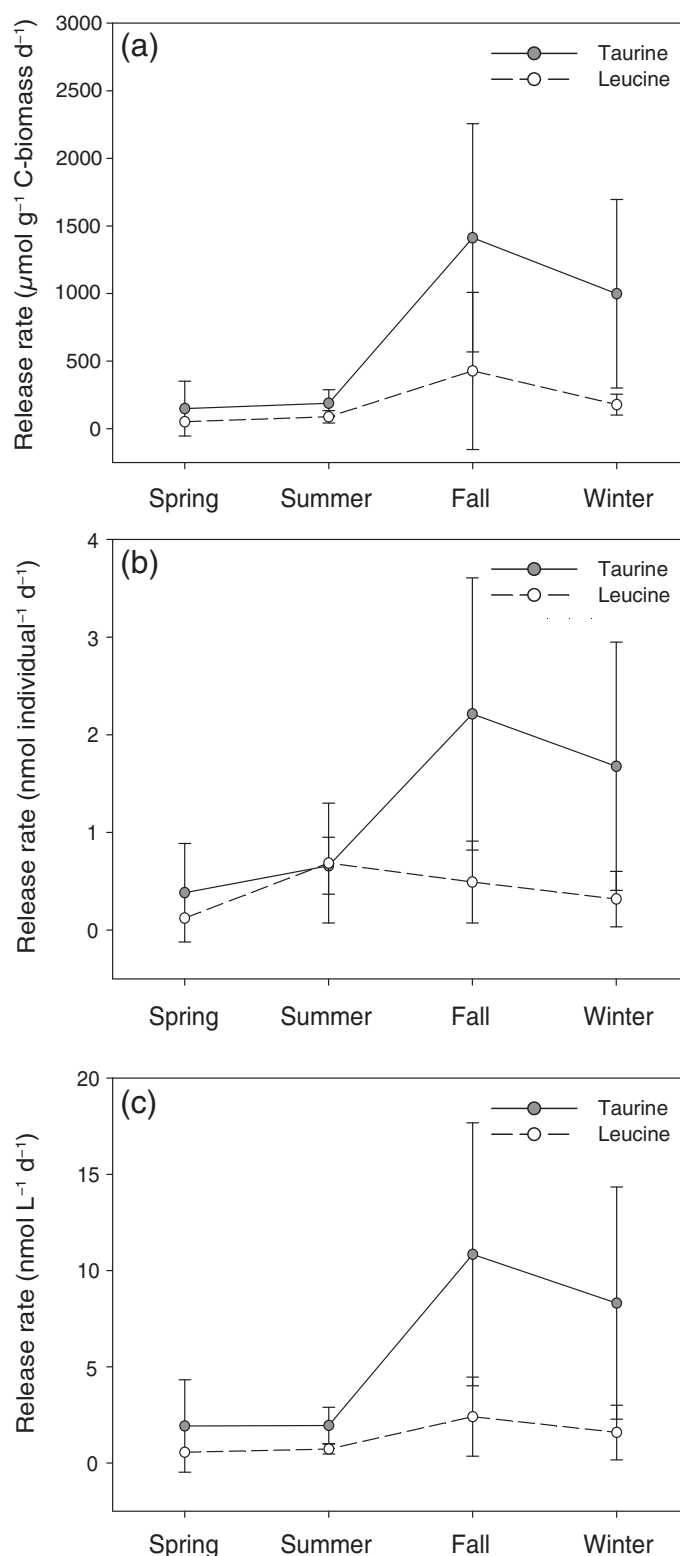 (a)
Taurine
Leucine
Release rate (µmol g⁻¹ C-biomass d⁻¹)
3000
2500
2000
1500
1000
500
0
Spring Summer Fall Winter
(b)
Taurine
Leucine
Release rate (nmol individual⁻¹ d⁻¹)
4
3
2
1
0
Spring Summer Fall Winter
(c)
Taurine
Leucine
Release rate (nmol L⁻¹ d⁻¹)
20
15
10
5
0
Spring Summer Fall Winter